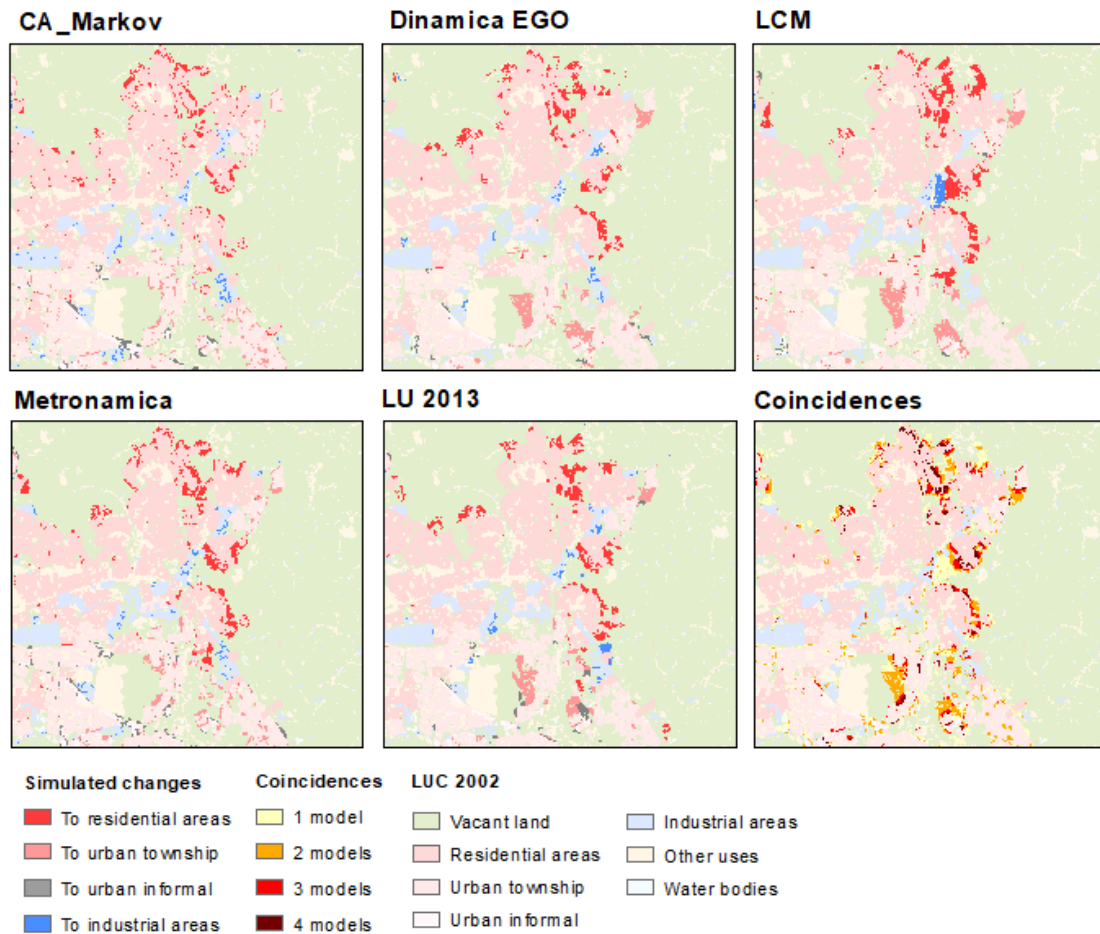 CA_Markov
Dinamica EGO
LCM
Metronamica
LU 2013
Coincidences
Simulated changes
To residential areas
To urban township
To urban informal
To industrial areas
Coincidences
1 model
2 models
3 models
4 models
LUC 2002
Vacant land
Residential areas
Urban township
Urban informal
Industrial areas
Other uses
Water bodies